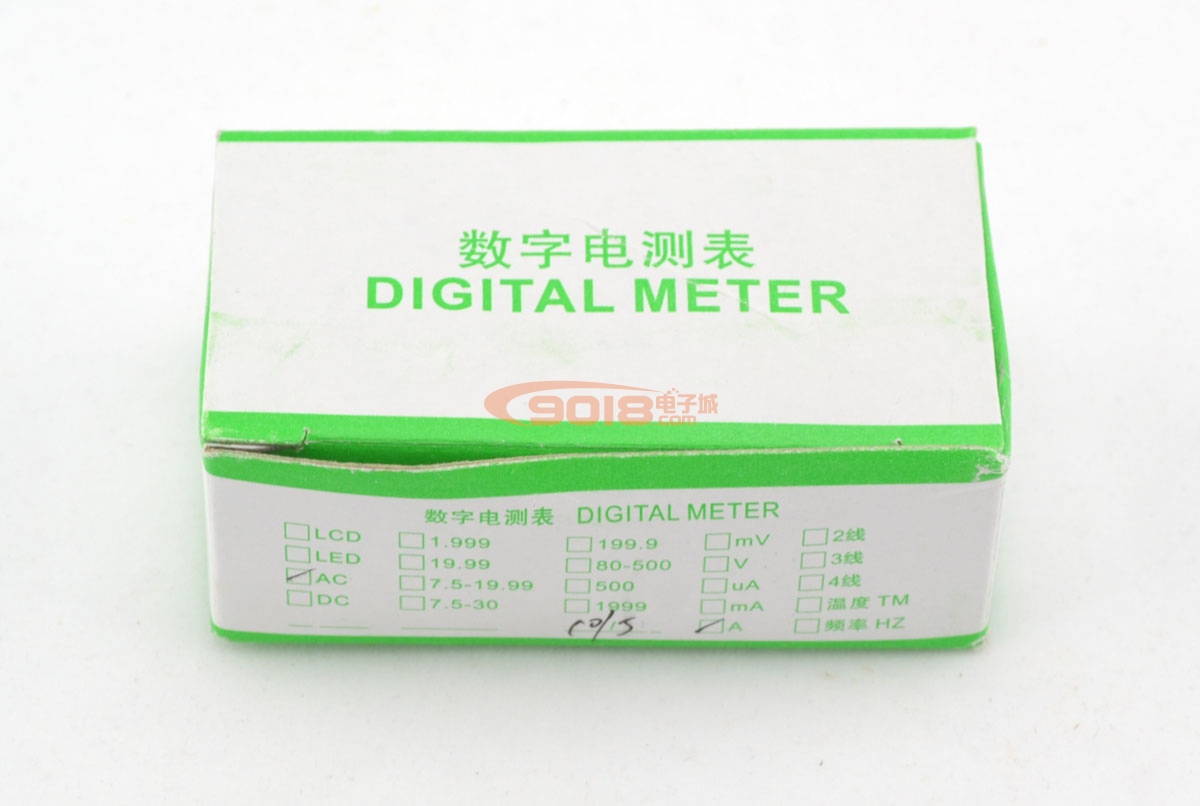 数字电测表
DIGITAL METER
9018电子城
.com
数字电测表 DIGITAL METER
LCD 1.999 199.9 mV 2线
LED 19.99 80-500 V 3线
AC 7.5-19.99 500 uA 4线
DC 7.5-30 1999 mA 温度 TM
A 频率 HZ